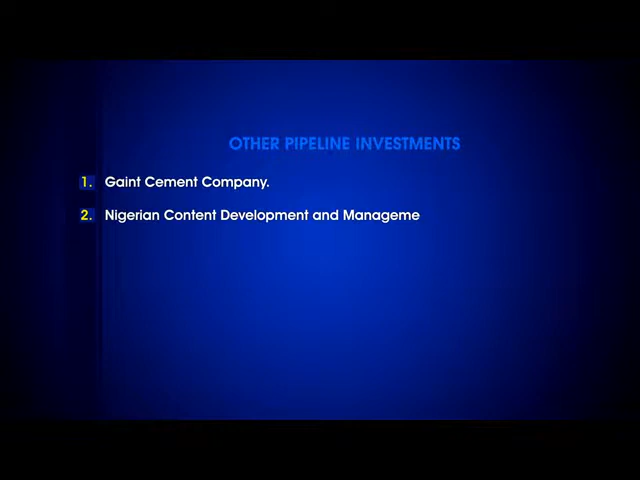 OTHER PIPELINE INVESTMENTS
1. Gaint Cement Company.
2. Nigerian Content Development and Manageme